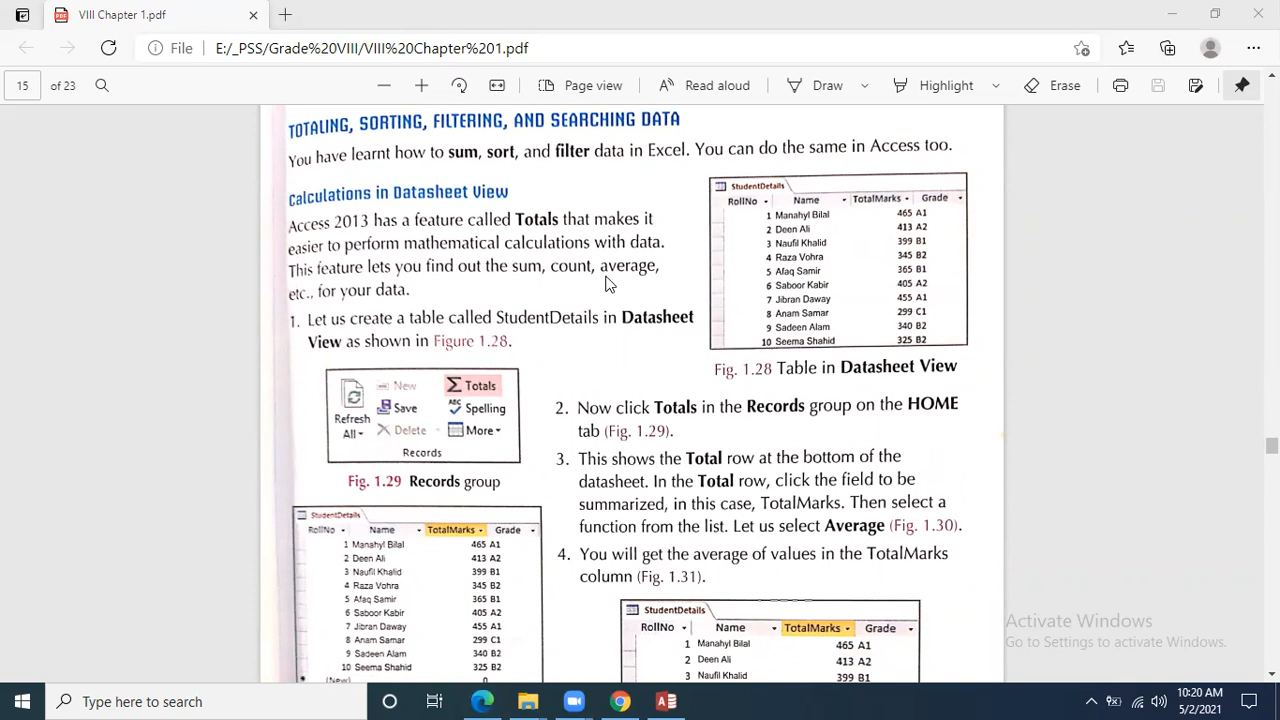 VIII Chapter 1.pdf
File
E:/_PSS/Grade%20VIII/VIII%20Chapter%201.pdf
15 of 23
Page view
Read aloud
Draw
Highlight
Erase
TOTALING, SORTING, FILTERING, AND SEARCHING DATA
You have learnt how to sum, sort, and filter data in Excel. You can do the same in Access too.
Calculations in Datasheet View
Access 2013 has a feature called Totals that makes it
easier to perform mathematical calculations with data.
This feature lets you find out the sum, count, average,
etc., for your data.
1. Let us create a table called StudentDetails in Datasheet
View as shown in Figure 1.28.
StudentDetails
RollNo Name TotalMarks Grade
1 Manahyl Bilal 465 A1
2 Deen Ali 413 A2
3 Naufil Khalid 399 B1
4 Raza Vohra 345 B2
5 Afaq Samir 365 B1
6 Saboor Kabir 405 A2
7 Jibran Daway 455 A1
8 Anam Samar 299 C1
9 Sadeen Alam 340 B2
10 Seema Shahid 325 B2
Fig. 1.28 Table in Datasheet View
Refresh
All
New
Save
Delete
Σ Totals
ABC
Spelling
More
Records
Fig. 1.29 Records group
2. Now click Totals in the Records group on the HOME
tab (Fig. 1.29).
3. This shows the Total row at the bottom of the
datasheet. In the Total row, click the field to be
summarized, in this case, TotalMarks. Then select a
function from the list. Let us select Average (Fig. 1.30).
4. You will get the average of values in the TotalMarks
column (Fig. 1.31).
StudentDetails
RollNo Name TotalMarks Grade
1 Manahyl Bilal 465 A1
2 Deen Ali 413 A2
3 Naufil Khalid 399 B1
4 Raza Vohra 345 B2
5 Afaq Samir 365 B1
6 Saboor Kabir 405 A2
7 Jibran Daway 455 A1
8 Anam Samar 299 C1
9 Sadeen Alam 340 B2
10 Seema Shahid 325 B2
(New) 0
StudentDetails
RollNo Name TotalMarks Grade
1 Manahyl Bilal 465 A1
2 Deen Ali 413 A2
3 Naufil Khalid 399 B1
Activate Windows
Go to Settings to activate Windows.
Type here to search
10:20 AM
5/2/2021